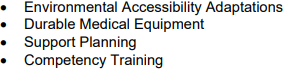 • Environmental Accessibility Adaptations
• Durable Medical Equipment
• Support Planning
• Competency Training